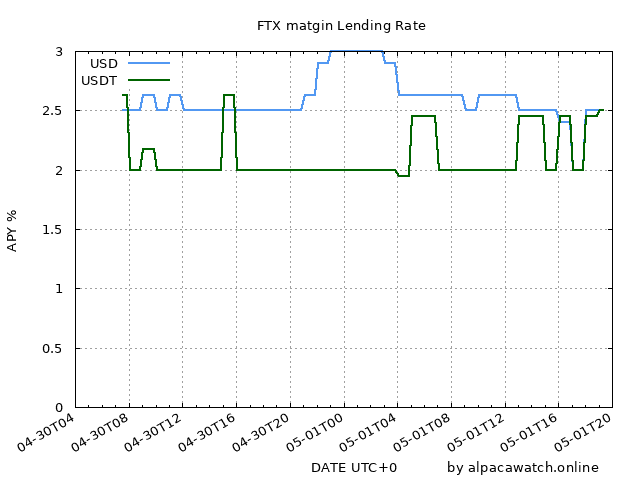 FTX matgin Lending Rate
USD
USDT
3
2.5
2
1.5
1
0.5
0
APY %
04-30T04
04-30T08
04-30T12
04-30T16
04-30T20
05-01T00
05-01T04
05-01T08
05-01T12
05-01T16
05-01T20
DATE UTC+0
by alpacawatch.online